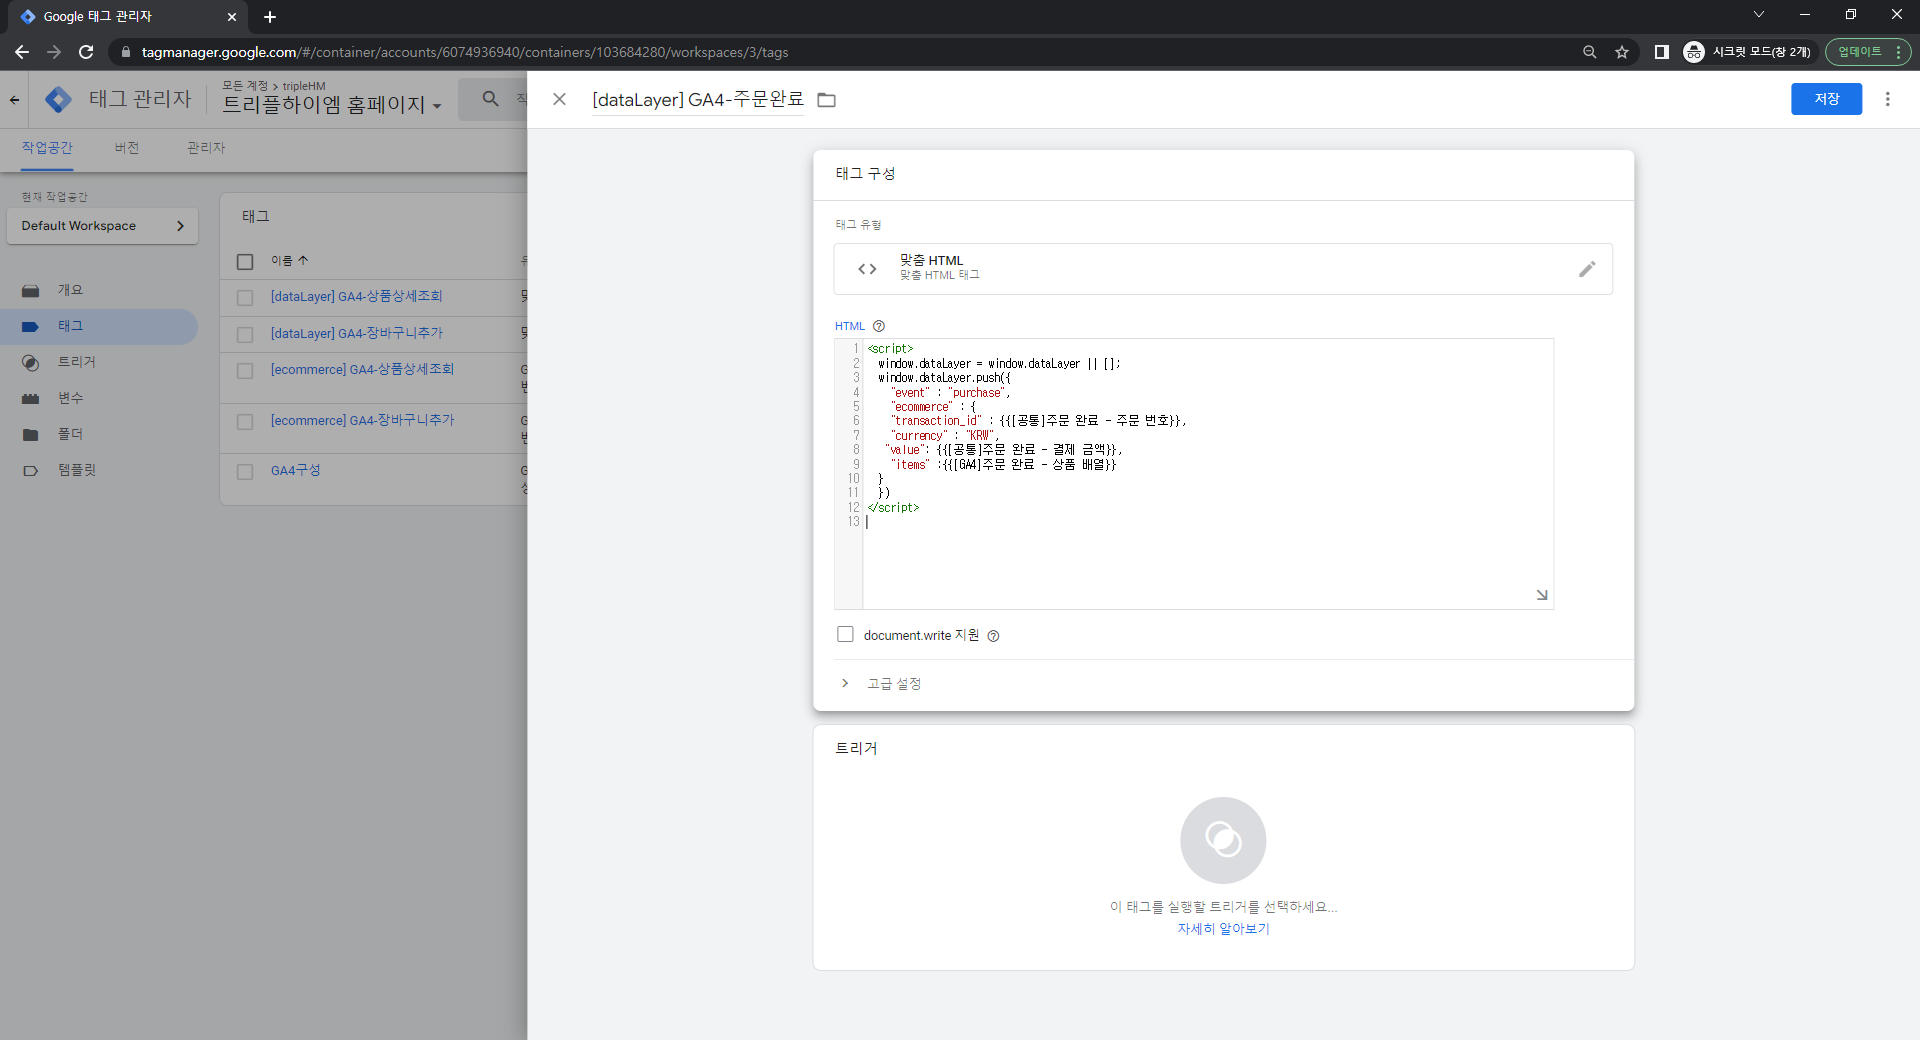 Google 태그 관리자
tagmanager.google.com/#/container/accounts/6074936940/containers/103684280/workspaces/3/tags
시크릿 모드(창 2개)
업데이트
태그 관리자
모든 계정 > tripleHM
트리플하이엠 홈페이지
[dataLayer] GA4-주문완료
저장
작업공간
버전
관리자
현재 작업공간
Default Workspace
개요
태그
트리거
변수
폴더
템플릿
태그
이름
[dataLayer] GA4-상품상세조회
[dataLayer] GA4-장바구니추가
[ecommerce] GA4-상품상세조회
[ecommerce] GA4-장바구니추가
GA4구성
태그 구성
태그 유형
맞춤 HTML
맞춤 HTML 태그
HTML
1 <script>
2 window.dataLayer = window.dataLayer || [];
3 window.dataLayer.push({
4 "event" : "purchase",
5 "ecommerce" : {
6 "transaction_id" : {{[공통]주문 완료 - 주문 번호}},
7 "currency" : "KRW",
8 "value": {{[공통]주문 완료 - 결제 금액}},
9 "items" :{{[GA4]주문 완료 - 상품 배열}}
10 }
11 })
12 </script>
13
document.write 지원
고급 설정
트리거
이 태그를 실행할 트리거를 선택하세요...
자세히 알아보기